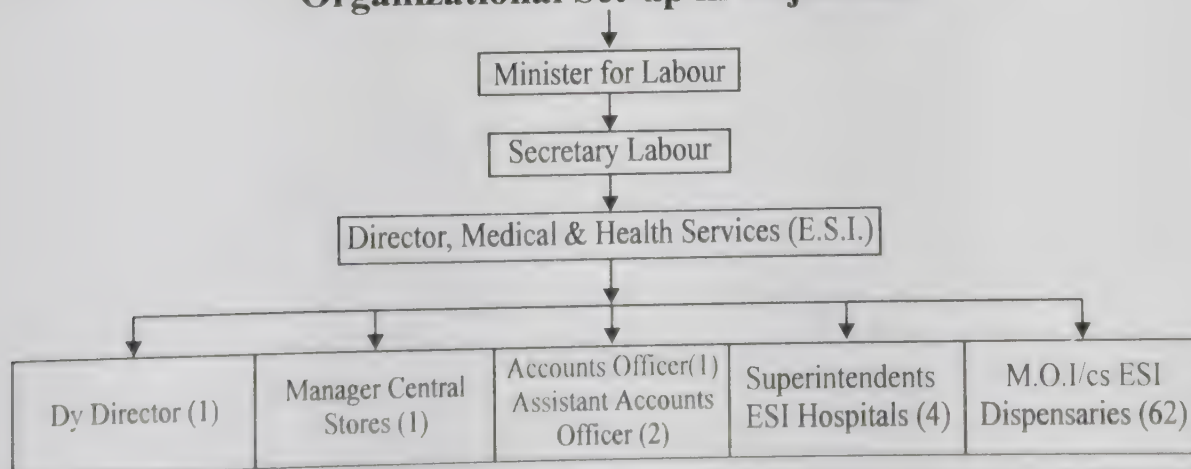 Minister for Labour
Secretary Labour
Director, Medical & Health Services (E.S.I.)
Dy Director (1)
Manager Central
Stores (1)
Accounts Officer(1)
Assistant Accounts
Officer (2)
Superintendents
ESI Hospitals (4)
M.O.I/cs ESI
Dispensaries (62)